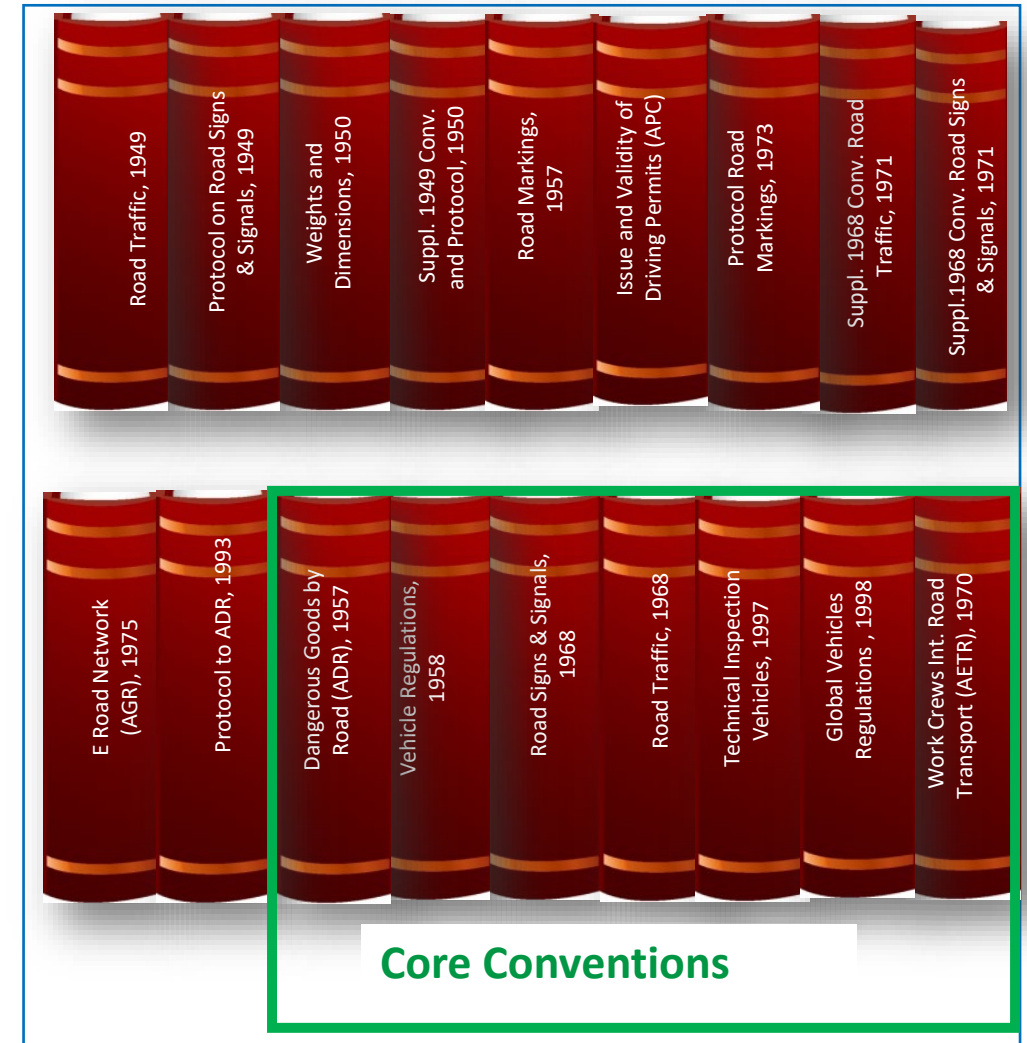 Road Traffic, 1949
Protocol on Road Signs
& Signals, 1949
Weights and
Dimensions, 1950
Suppl. 1949 Conv.
and Protocol, 1950
Road Markings,
1957
Issue and Validity of
Driving Permits (APC)
Protocol Road
Markings, 1973
Suppl. 1968 Conv. Road
Traffic, 1971
Suppl.1968 Conv. Road Signs
& Signals, 1971
E Road Network
(AGR), 1975
Protocol to ADR, 1993
Dangerous Goods by
Road (ADR), 1957
Vehicle Regulations,
1958
Road Signs & Signals,
1968
Road Traffic, 1968
Technical Inspection
Vehicles, 1997
Global Vehicles
Regulations , 1998
Work Crews Int. Road
Transport (AETR), 1970
Core Conventions